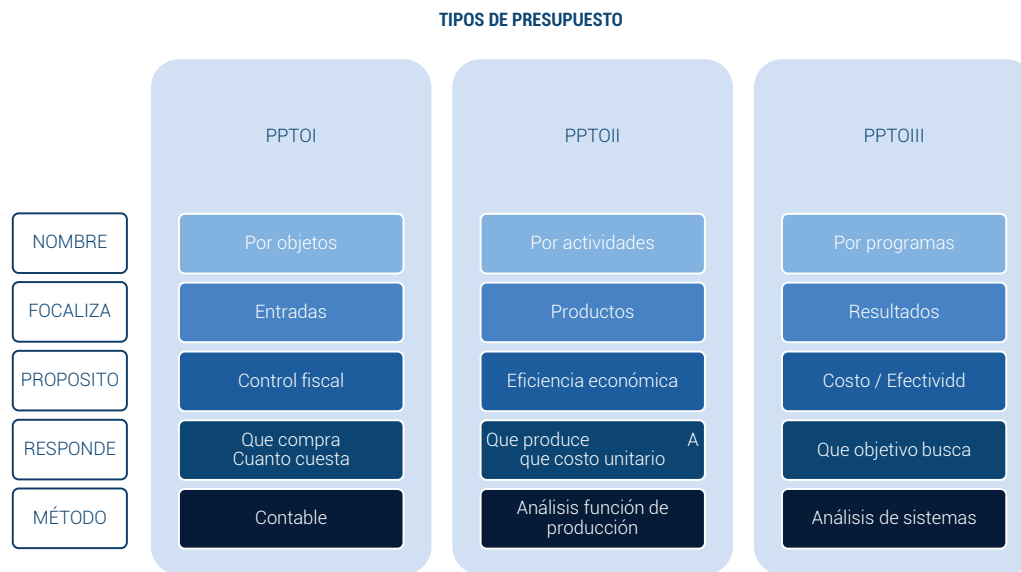 TIPOS DE PRESUPUESTO
PPTOI PPTOII PPTOIII
NOMBRE Por objetos Por actividades Por programas
FOCALIZA Entradas Productos Resultados
PROPOSITO Control fiscal Eficiencia económica Costo / Efectividd
RESPONDE
Que compra
Cuanto cuesta
Que produce A
que costo unitario
Que objetivo busca
MÉTODO
Contable
Análisis función de
producción
Análisis de sistemas